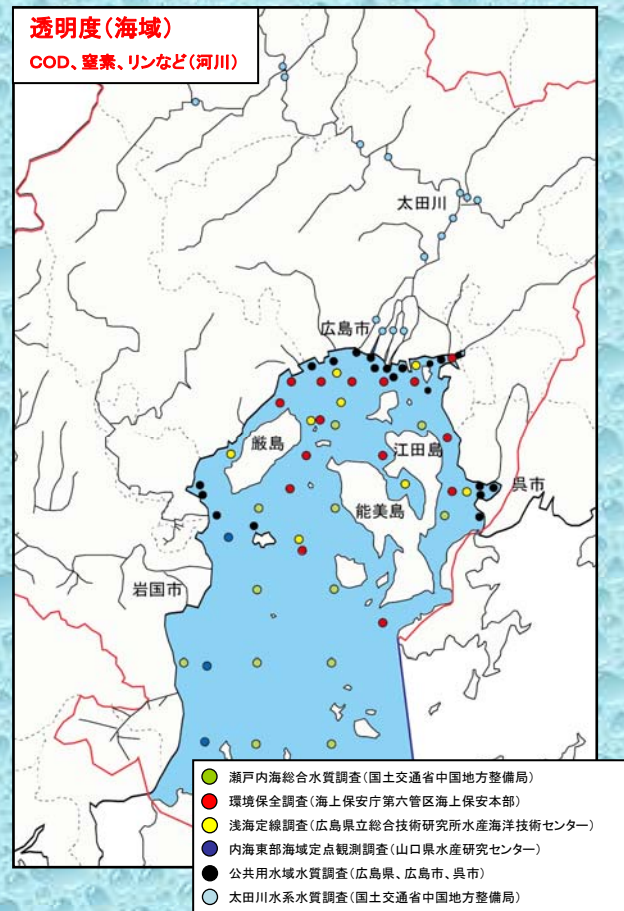 透明度(海域)
COD、窒素、リンなど(河川)
太田川
広島市
厳島
江田島
呉市
能美島
岩国市
瀬戸内海総合水質調査(国土交通省中国地方整備局)
環境保全調査(海上保安庁第六管区海上保安本部)
浅海定線調査(広島県立総合技術研究所水産海洋技術センター)
内海東部海域定点観測調査(山口県水産研究センター)
公共用水域水質調査(広島県、広島市、呉市)
太田川水系水質調査(国土交通省中国地方整備局)